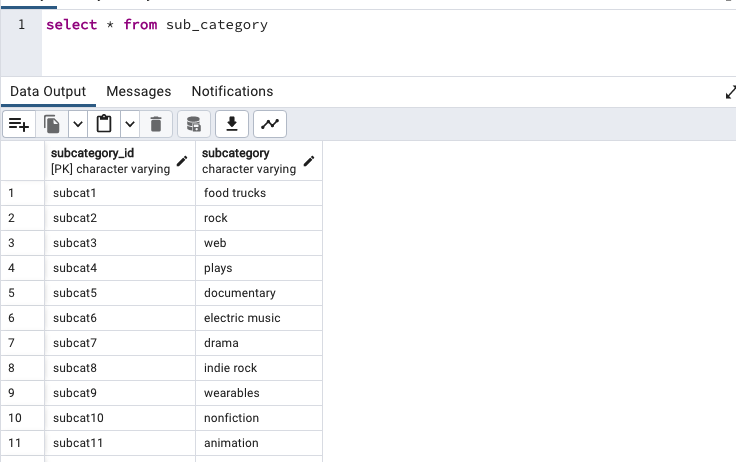 1 select * from sub_category
Data Output Messages Notifications
subcategory_id subcategory
[PK] character varying character varying
1 subcat1 food trucks
2 subcat2 rock
3 subcat3 web
4 subcat4 plays
5 subcat5 documentary
6 subcat6 electric music
7 subcat7 drama
8 subcat8 indie rock
9 subcat9 wearables
10 subcat10 nonfiction
11 subcat11 animation